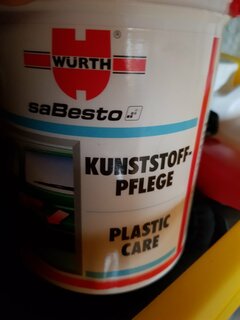 WÜRTH
saBesto
KUNSTSTOFF-
PFLEGE
PLASTIC
CARE